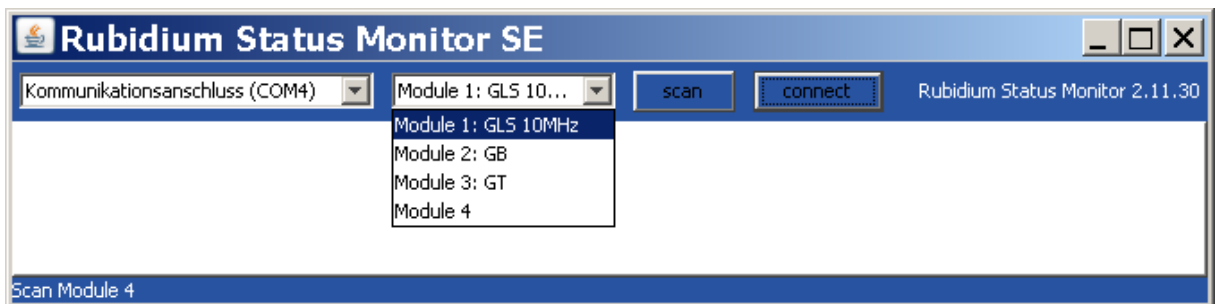 Rubidium Status Monitor SE
Kommunikationsanschluss (COM4) Module 1: GLS 10... scan connect Rubidium Status Monitor 2.11.30
Module 1: GLS 10MHz
Module 2: GB
Module 3: GT
Module 4
Scan Module 4